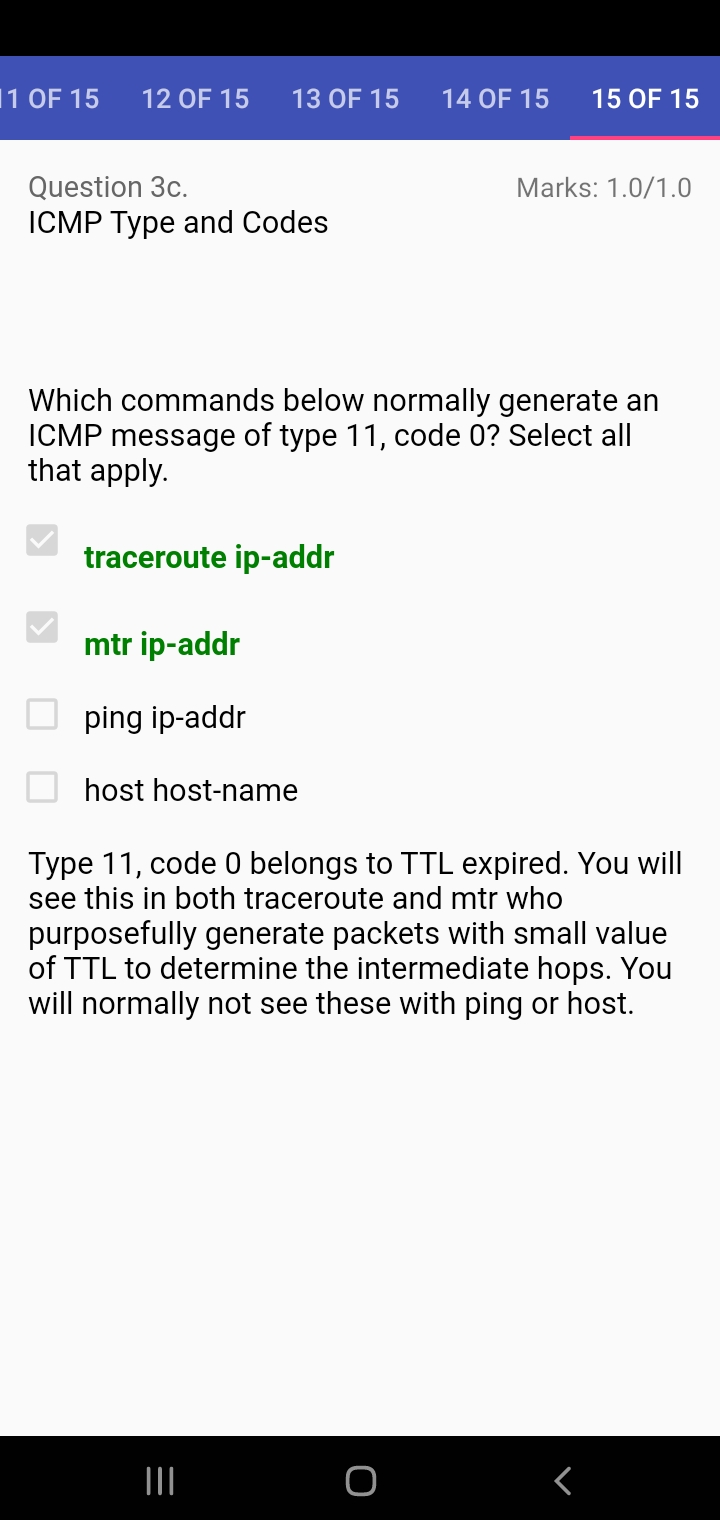 11 OF 15 12 OF 15 13 OF 15 14 OF 15 15 OF 15
Question 3c. Marks: 1.0/1.0
ICMP Type and Codes
Which commands below normally generate an
ICMP message of type 11, code 0? Select all
that apply.
traceroute ip-addr
mtr ip-addr
ping ip-addr
host host-name
Type 11, code 0 belongs to TTL expired. You will
see this in both traceroute and mtr who
purposefully generate packets with small value
of TTL to determine the intermediate hops. You
will normally not see these with ping or host.